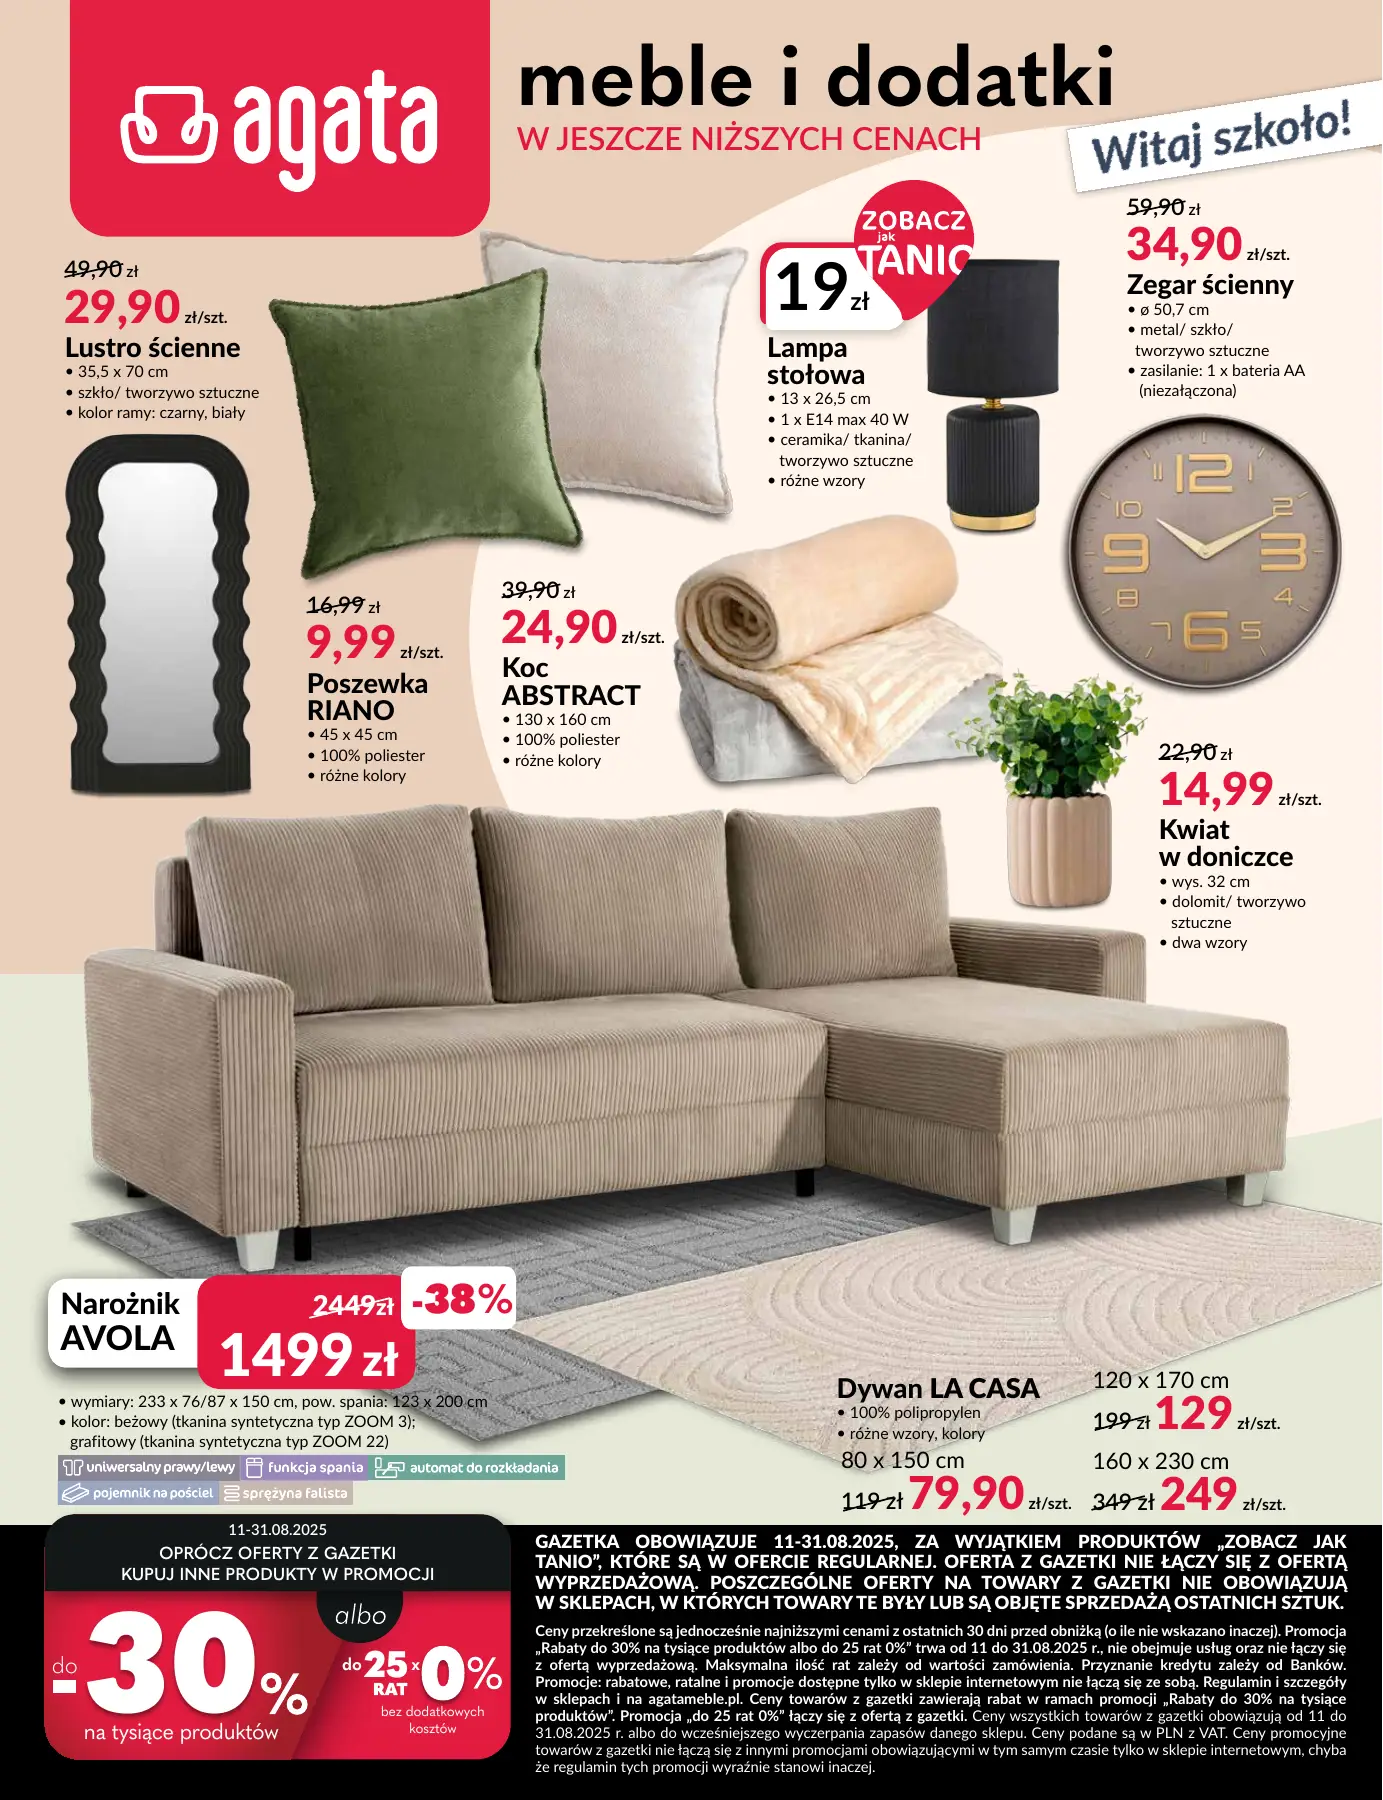 agata
meble i dodatki
W JESZCZE NIŻSZYCH CENACH
Witaj szkoło!
49,90 zł
29,90 zł/szt.
Lustro ścienne
• 35,5 x 70 cm
• szkło/ tworzywo sztuczne
• kolor ramy: czarny, biały
ZOBACZ
jak
TANIO
19 zł
Lampa
stołowa
• 13 x 26,5 cm
• 1 x E14 max 40 W
• ceramika/ tkanina/
tworzywo sztuczne
• różne wzory
59,90 zł
34,90 zł/szt.
Zegar ścienny
• ø 50,7 cm
• metal/ szkło/
tworzywo sztuczne
• zasilanie: 1 x bateria AA
(niezałączona)
12
10
2
9
3
8
4
7
6
5
16,99 zł
9,99 zł/szt.
Poszewka
RIANO
• 45 x 45 cm
• 100% poliester
• różne kolory
39,90 zł
24,90 zł/szt.
Koc
ABSTRACT
• 130 x 160 cm
• 100% poliester
• różne kolory
22,90 zł
14,99 zł/szt.
Kwiat
w doniczce
• wys. 32 cm
• dolomit/ tworzywo
sztuczne
• dwa wzory
Narożnik
AVOLA
2449zł
-38%
1499 zł
• wymiary: 233 x 76/87 x 150 cm, pow. spania: 123 x 200 cm
• kolor: beżowy (tkanina syntetyczna typ ZOOM 3);
grafitowy (tkanina syntetyczna typ ZOOM 22)
uniwersalny prawy/lewy
funkcja spania
automat do rozkładania
pojemnik na pościel
sprężyna falista
Dywan LA CASA
• 100% polipropylen
• różne wzory, kolory
80 x 150 cm
119 zł 79,90 zł/szt.
120 x 170 cm
199 zł 129 zł/szt.
160 x 230 cm
349 zł 249 zł/szt.
11-31.08.2025
OPRÓCZ OFERTY Z GAZETKI
KUPUJ INNE PRODUKTY W PROMOCJI
do -30%
na tysiące produktów
albo
do 25 RAT x 0%
bez dodatkowych
kosztów
GAZETKA OBOWIĄZUJE 11-31.08.2025, ZA WYJĄTKIEM PRODUKTÓW „ZOBACZ JAK
TANIO”, KTÓRE SĄ W OFERCIE REGULARNEJ. OFERTA Z GAZETKI NIE ŁĄCZY SIĘ Z OFERTĄ
WYPRZEDAŻOWĄ. POSZCZEGÓLNE OFERTY NA TOWARY Z GAZETKI NIE OBOWIĄZUJĄ
W SKLEPACH, W KTÓRYCH TOWARY TE BYŁY LUB SĄ OBJĘTE SPRZEDAŻĄ OSTATNICH SZTUK.
Ceny przekreślone są jednocześnie najniższymi cenami z ostatnich 30 dni przed obniżką (o ile nie wskazano inaczej). Promocja
„Rabaty do 30% na tysiące produktów albo do 25 rat 0%” trwa od 11 do 31.08.2025 r., nie obejmuje usług oraz nie łączy się
z ofertą wyprzedażową. Maksymalna ilość rat zależy od wartości zamówienia. Przyznanie kredytu zależy od Banków.
Promocje: rabatowe, ratalne i promocje dostępne tylko w sklepie internetowym nie łączą się ze sobą. Regulamin i szczegóły
w sklepach i na agatameble.pl. Ceny towarów z gazetki zawierają rabat w ramach promocji „Rabaty do 30% na tysiące
produktów”. Promocja „do 25 rat 0%” łączy się z ofertą z gazetki. Ceny wszystkich towarów z gazetki obowiązują od 11 do
31.08.2025 r. albo do wcześniejszego wyczerpania zapasów danego sklepu. Ceny podane są w PLN z VAT. Ceny promocyjne
towarów z gazetki nie łączą się z innymi promocjami obowiązującymi w tym samym czasie tylko w sklepie internetowym, chyba
że regulamin tych promocji wyraźnie stanowi inaczej.